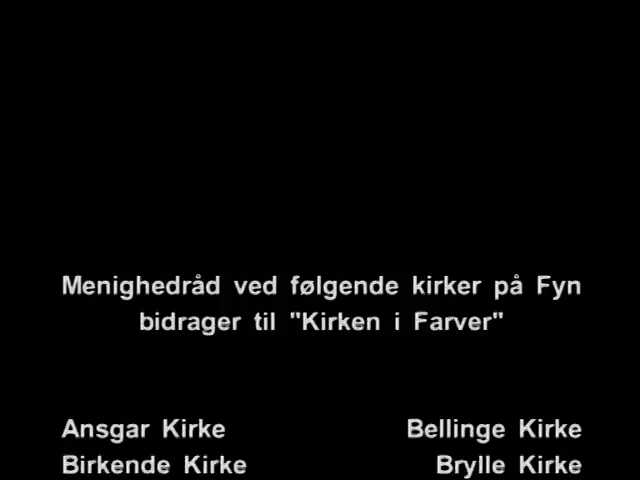 Menighedråd ved følgende kirker på Fyn
bidrager til "Kirken i Farver"
Ansgar Kirke Bellinge Kirke
Birkende Kirke Brylle Kirke